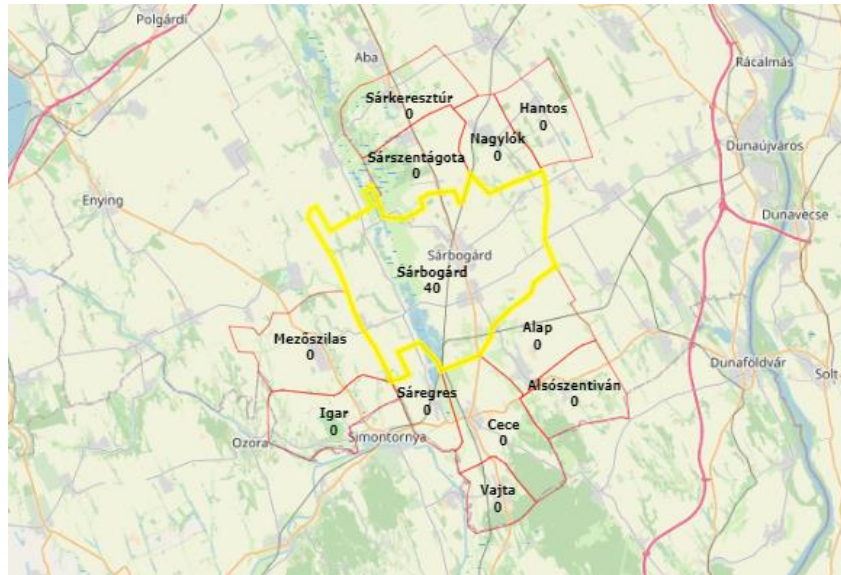 Polgárdi
Aba
Rácalmás
Sárkeresztúr
0
Hantos
0
Nagylók
0
Dunaújváros
Sárszentágota
0
Enying
Dunavecse
Sárbogárd
Sárbogárd
40
Alap
0
Mezőszilas
0
Dunaföldvár
Solt
Alsószentiván
0
Sáregres
0
Igar
0
Cece
0
Ozora
Simontornya
Vajta
0